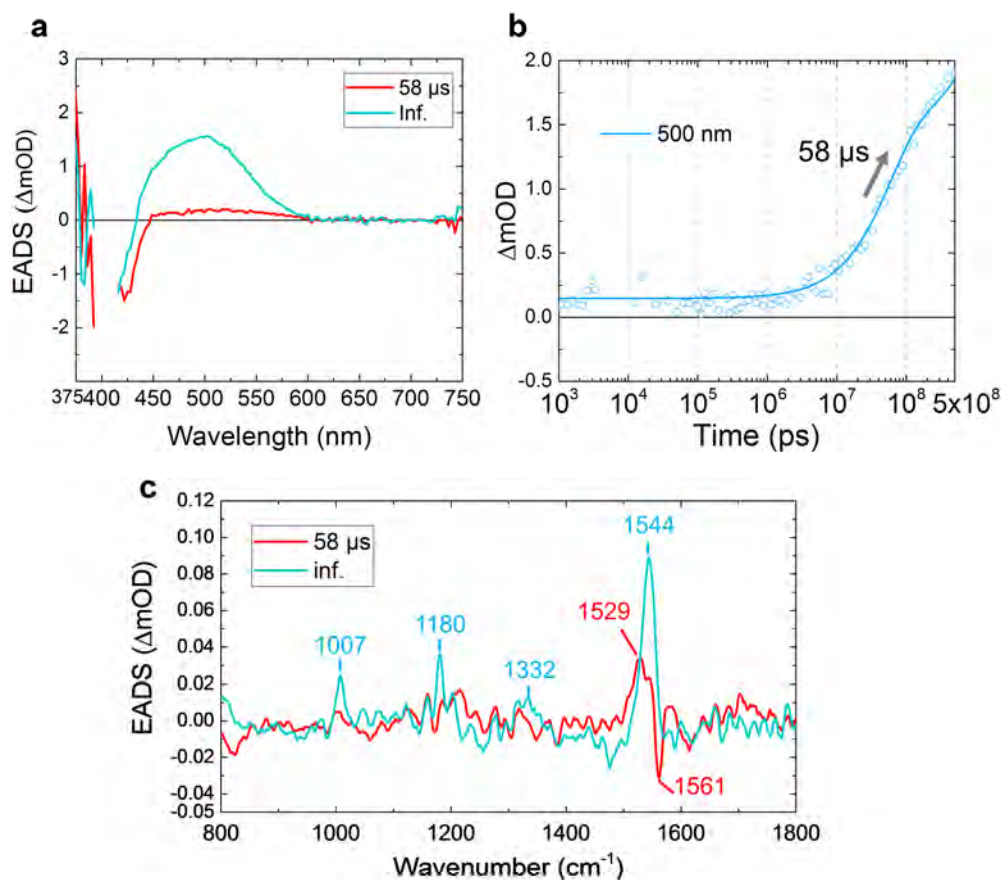 a
3
2
1
0
-1
-2
EADS (ΔmOD)
58 μs
Inf.
375 400 450 500 550 600 650 700 750
Wavelength (nm)
b
2.0
1.5
1.0
0.5
0.0
-0.5
ΔmOD
500 nm
58 μs
10³ 10⁴ 10⁵ 10⁶ 10⁷ 10⁸ 5x10⁸
Time (ps)
c
0.12
0.10
0.08
0.06
0.04
0.02
0.00
-0.02
-0.04
-0.05
EADS (ΔmOD)
58 μs
inf.
1007
1180
1332
1529
1544
1561
800 1000 1200 1400 1600 1800
Wavenumber (cm⁻¹)